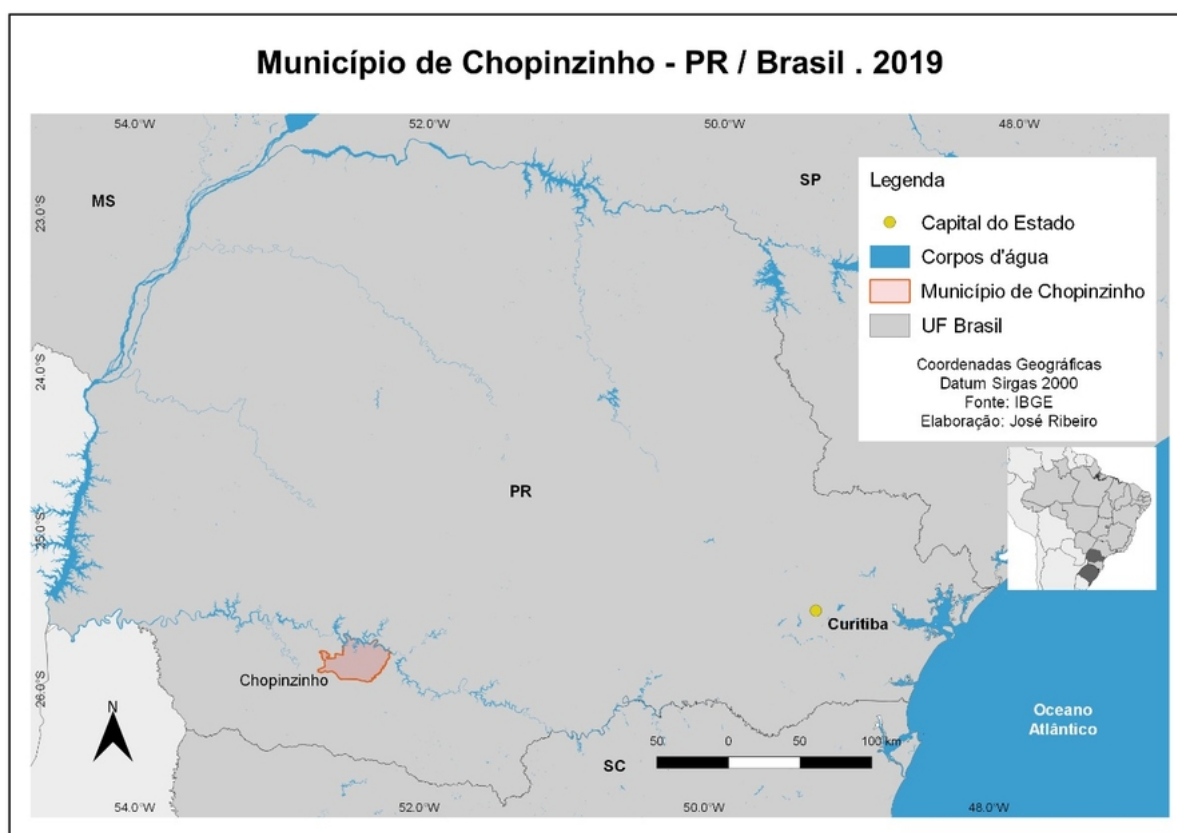 Município de Chopinzinho - PR / Brasil . 2019
54.0°W
52.0°W
50.0°W
48.0°W
MS
SP
23.0°S
24.0°S
25.0°S
26.0°S
Legenda
Capital do Estado
Corpos d'água
Município de Chopinzinho
UF Brasil
Coordenadas Geográficas
Datum Sirgas 2000
Fonte: IBGE
Elaboração: José Ribeiro
PR
Curitiba
Chopinzinho
N
Oceano
Atlântico
SC
50 0 50 100 km
54.0°W
52.0°W
50.0°W
48.0°W